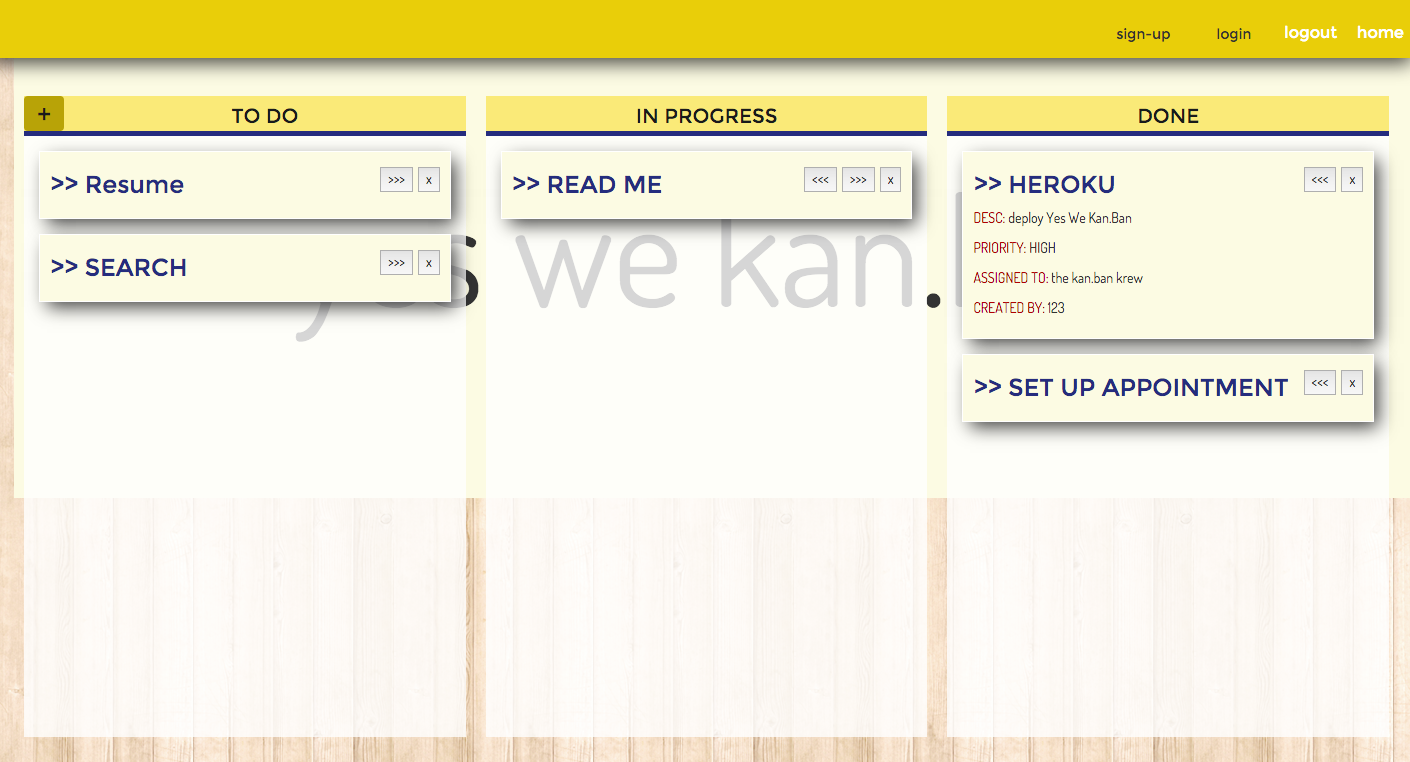 sign-up login logout home
+ TO DO
>> Resume >>> x
>> SEARCH >>> x
IN PROGRESS
>> READ ME <<< >>> x
DONE
>> HEROKU <<< x
DESC: deploy Yes We Kan.Ban
PRIORITY: HIGH
ASSIGNED TO: the kan.ban krew
CREATED BY: 123
>> SET UP APPOINTMENT <<< x
yes we kan.